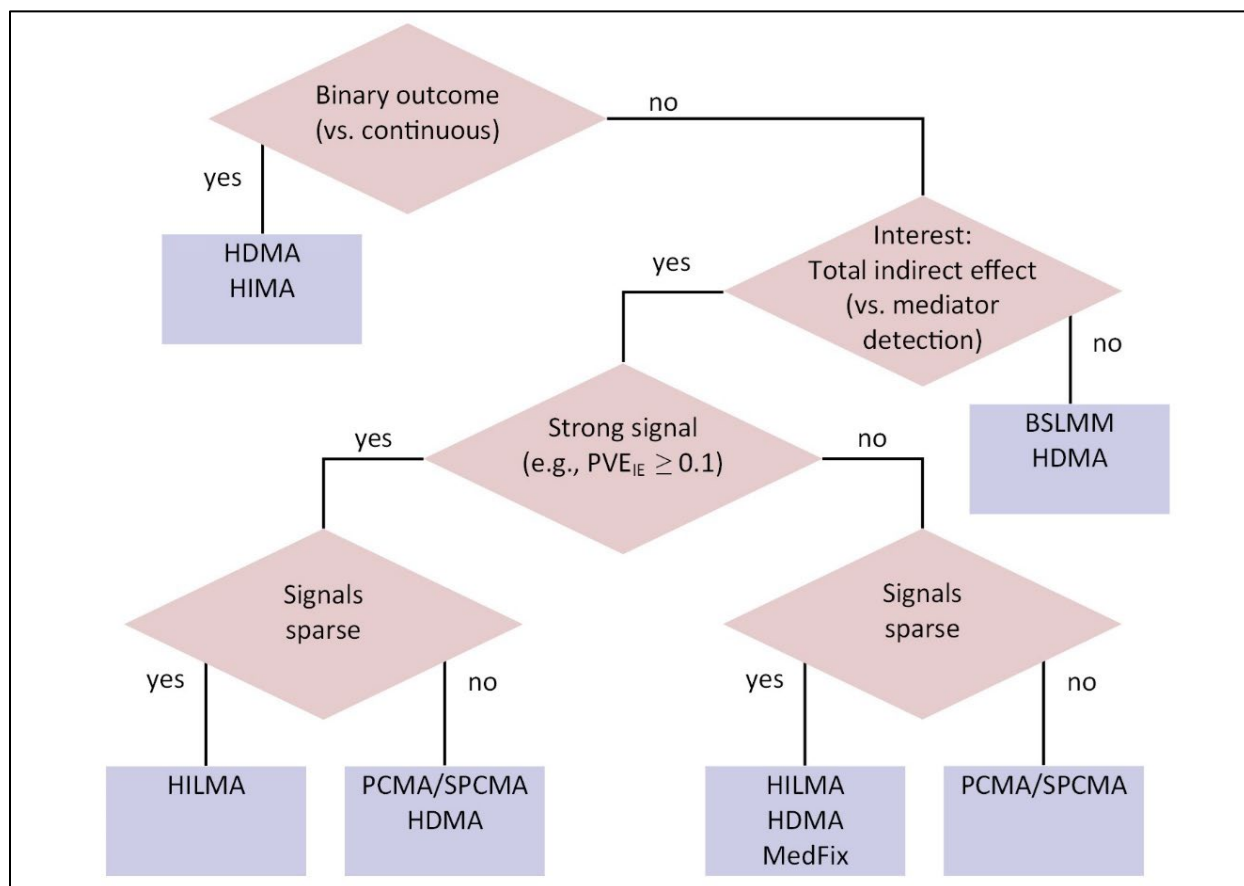 Binary outcome
(vs. continuous)
no
yes
HDMA
HIMA
Interest:
Total indirect effect
(vs. mediator
detection)
yes
no
BSLMM
HDMA
Strong signal
(e.g., PVE_IE ≥ 0.1)
yes
no
Signals
sparse
yes
no
HILMA
PCMA/SPCMA
HDMA
Signals
sparse
yes
no
HILMA
HDMA
MedFix
PCMA/SPCMA